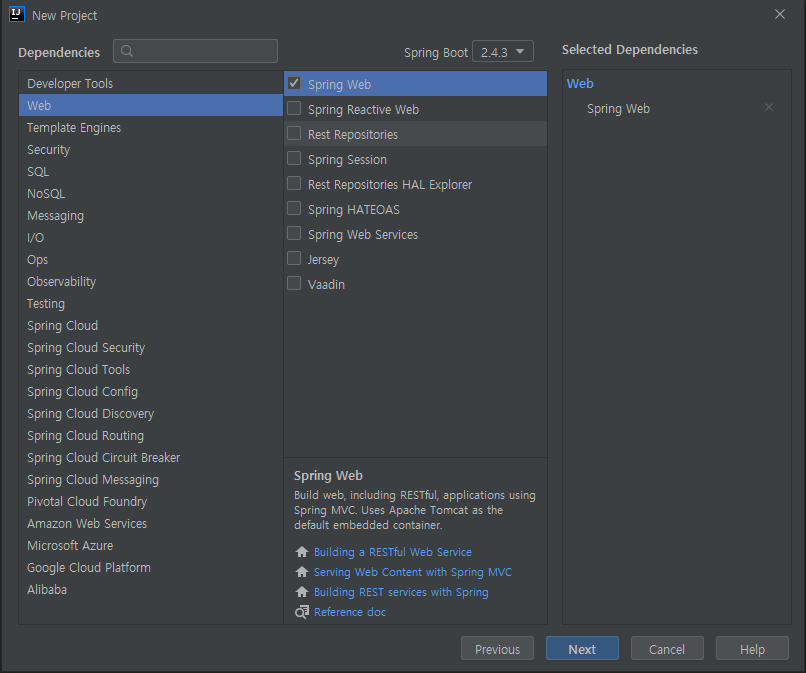 New Project
Dependencies
Spring Boot 2.4.3
Selected Dependencies
Developer Tools
Web
Template Engines
Security
SQL
NoSQL
Messaging
I/O
Ops
Observability
Testing
Spring Cloud
Spring Cloud Security
Spring Cloud Tools
Spring Cloud Config
Spring Cloud Discovery
Spring Cloud Routing
Spring Cloud Circuit Breaker
Spring Cloud Messaging
Pivotal Cloud Foundry
Amazon Web Services
Microsoft Azure
Google Cloud Platform
Alibaba
Spring Web
Spring Reactive Web
Rest Repositories
Spring Session
Rest Repositories HAL Explorer
Spring HATEOAS
Spring Web Services
Jersey
Vaadin
Spring Web
Build web, including RESTful, applications using
Spring MVC. Uses Apache Tomcat as the
default embedded container.
Building a RESTful Web Service
Serving Web Content with Spring MVC
Building REST services with Spring
Reference doc
Web
Spring Web
Previous
Next
Cancel
Help